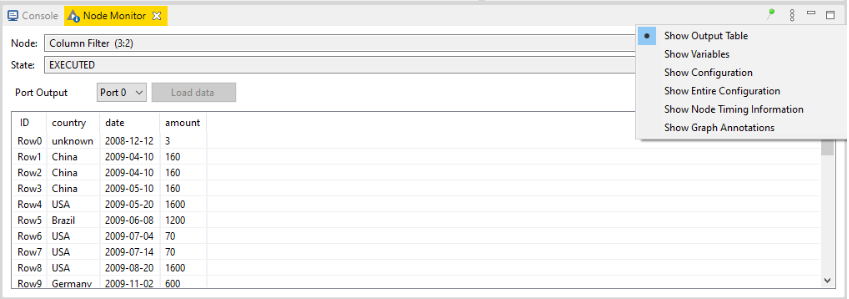 Console Node Monitor
Node: Column Filter (3:2)
State: EXECUTED
Port Output Port 0 Load data
Show Output Table
Show Variables
Show Configuration
Show Entire Configuration
Show Node Timing Information
Show Graph Annotations
ID country date amount
Row0 unknown 2008-12-12 3
Row1 China 2009-04-10 160
Row2 China 2009-04-10 160
Row3 China 2009-05-10 160
Row4 USA 2009-05-20 1600
Row5 Brazil 2009-06-08 1200
Row6 USA 2009-07-04 70
Row7 USA 2009-07-14 70
Row8 USA 2009-08-20 1600
Row9 Germany 2009-11-02 600